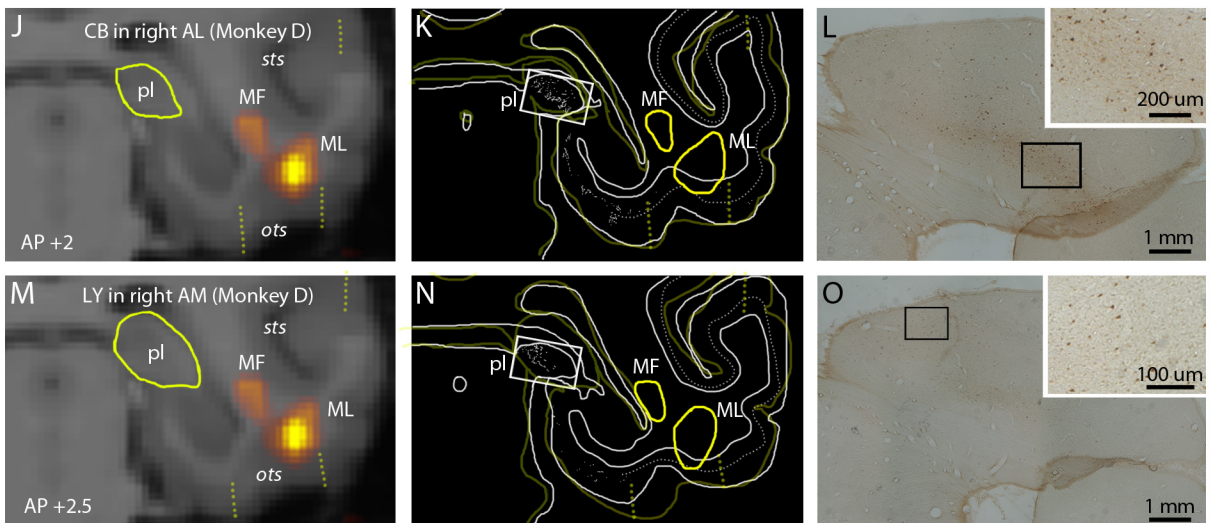 J
CB in right AL (Monkey D)
sts
pl
MF
ML
ots
AP +2
K
pl
MF
ML
L
200 um
1 mm
M
LY in right AM (Monkey D)
sts
pl
MF
ML
ots
AP +2.5
N
pl
MF
ML
O
100 um
1 mm